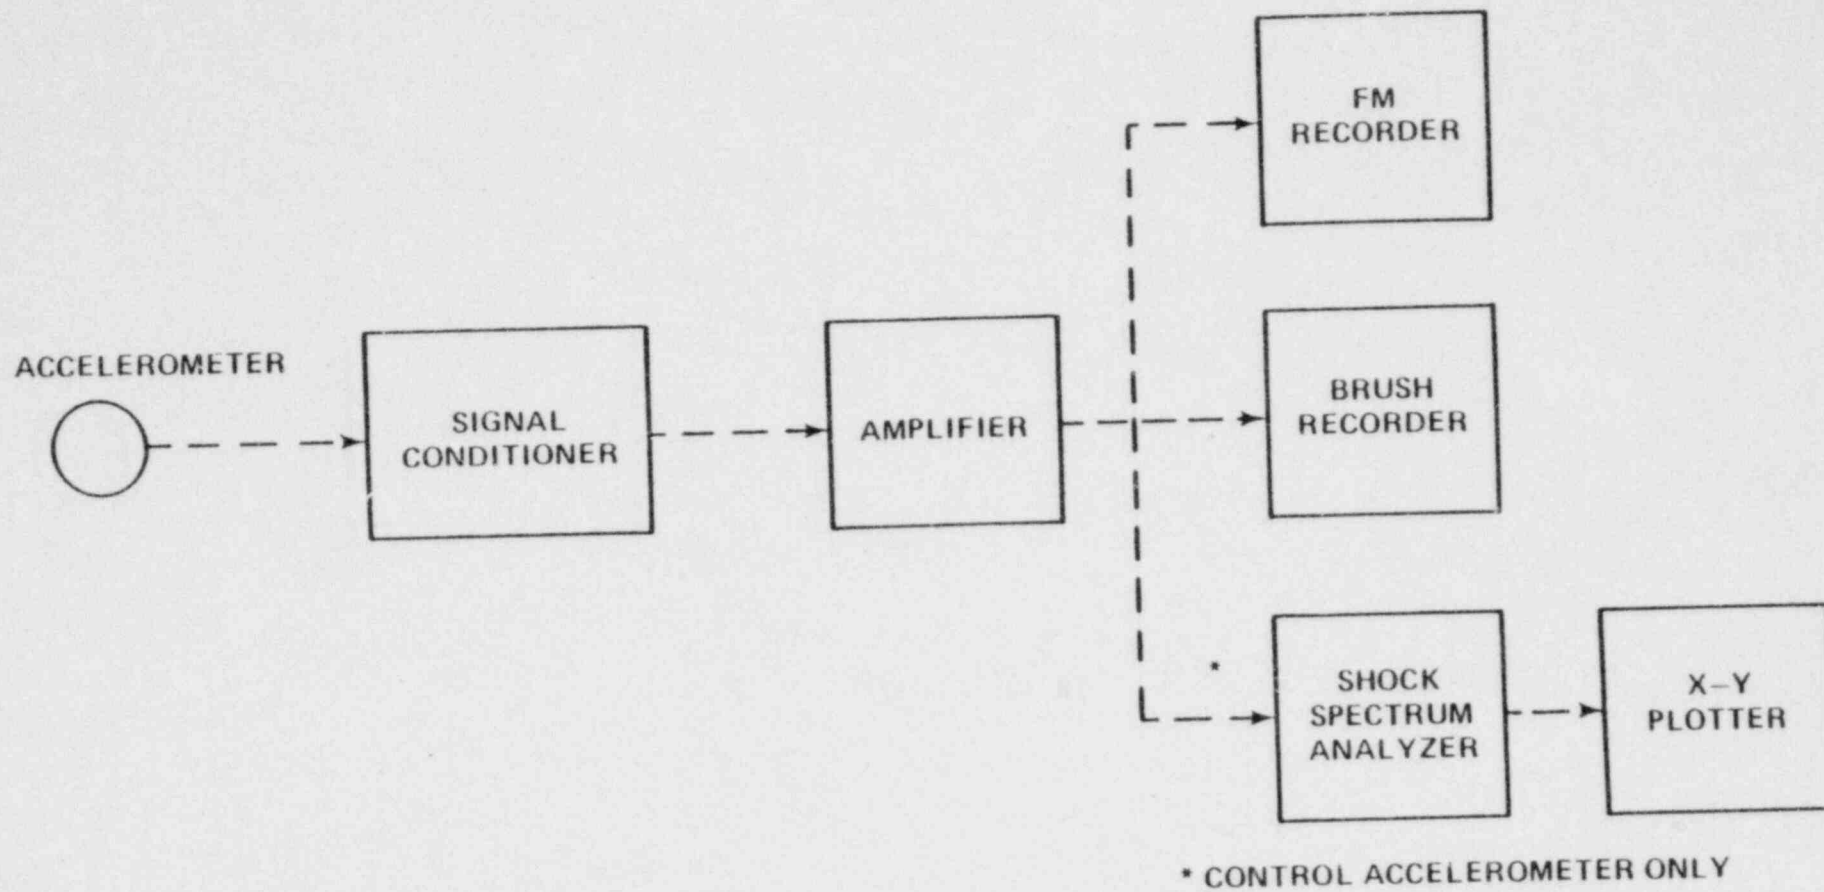 FM
RECORDER
ACCELEROMETER
SIGNAL
CONDITIONER
AMPLIFIER
BRUSH
RECORDER
*
SHOCK
SPECTRUM
ANALYZER
X–Y
PLOTTER
* CONTROL ACCELEROMETER ONLY